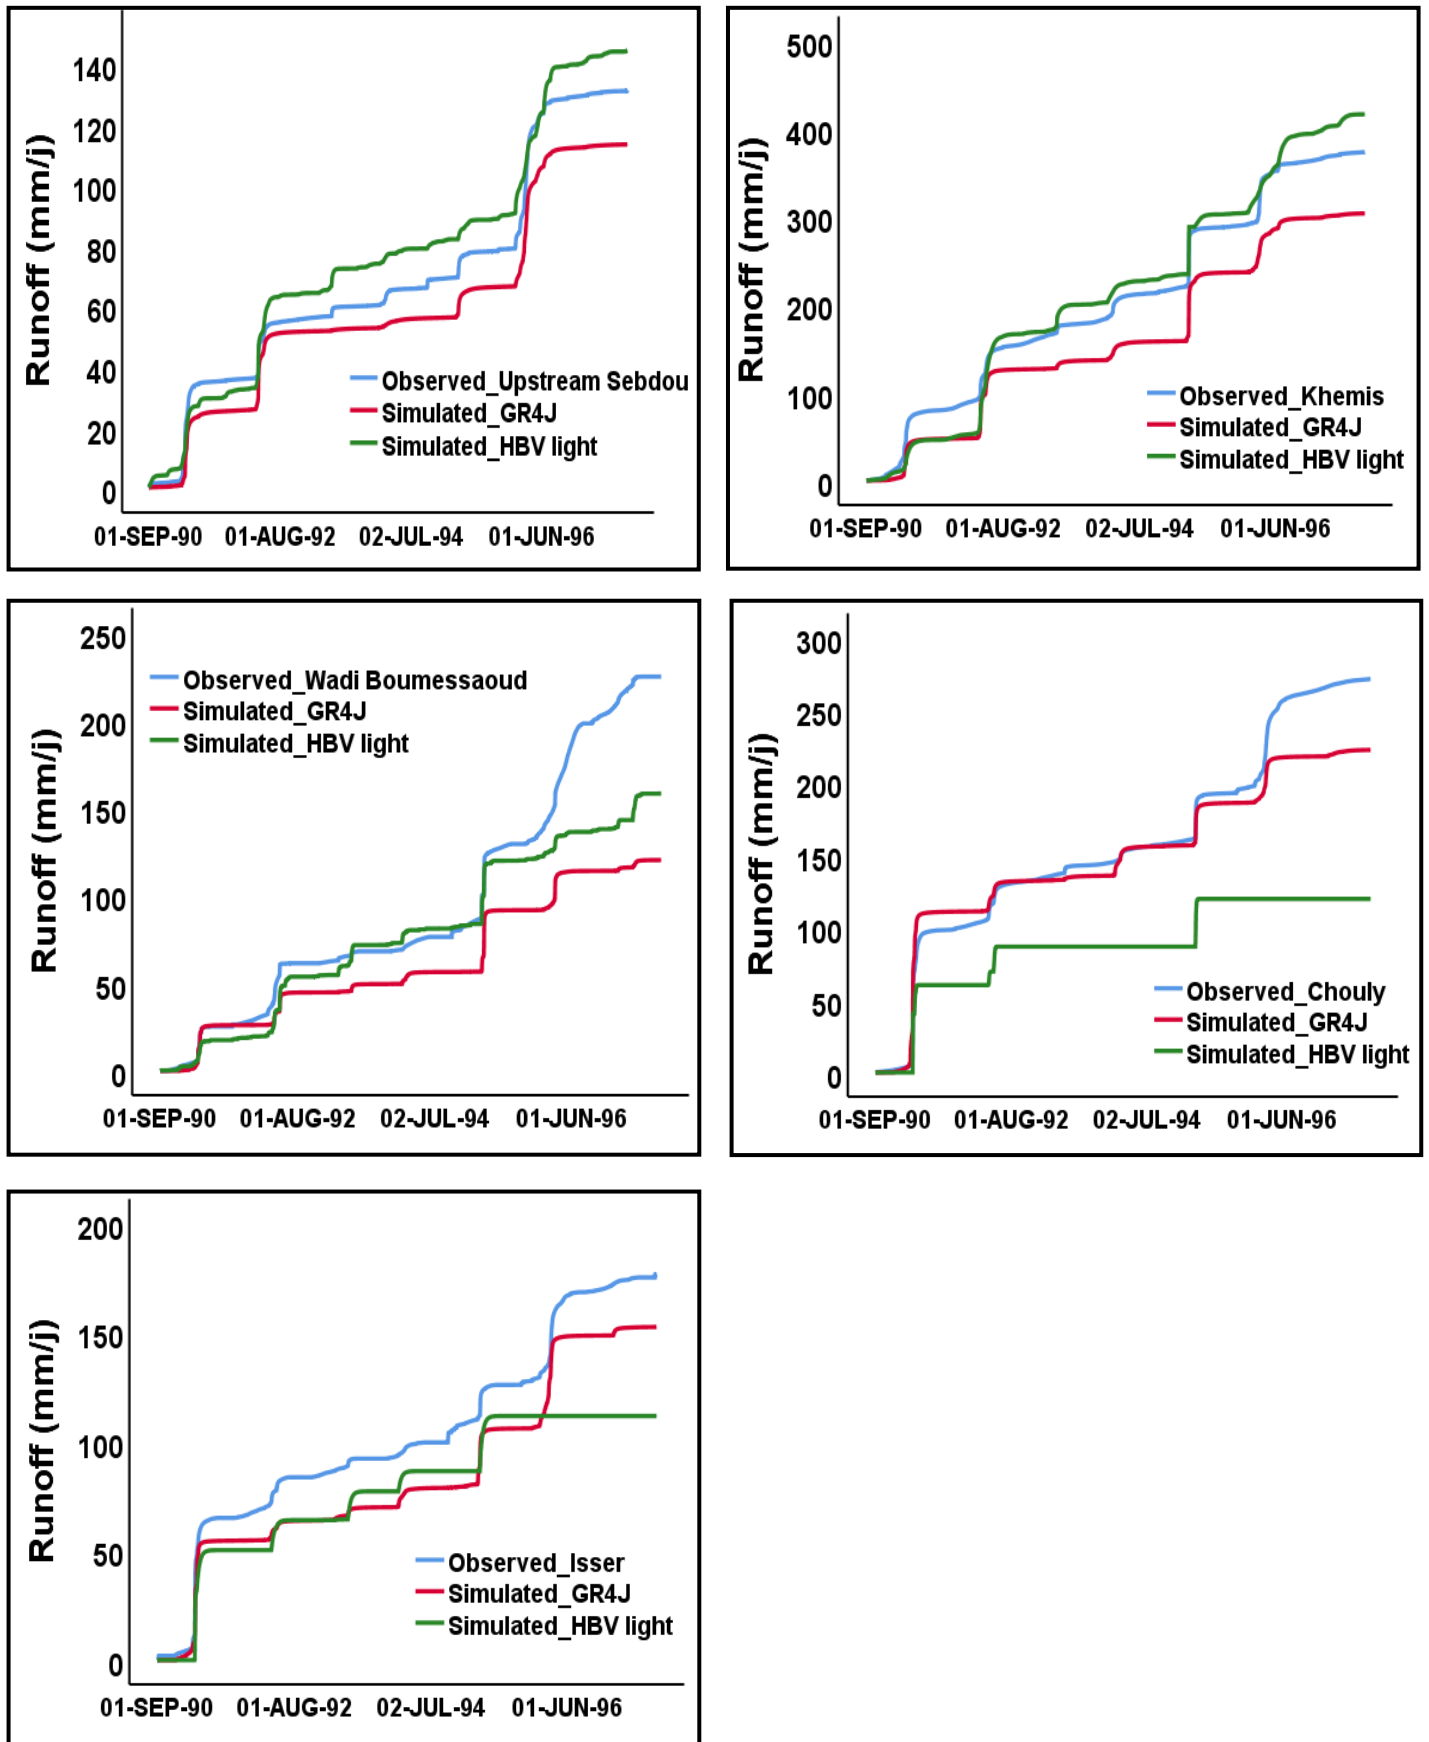 Runoff (mm/j)
140
120
100
80
60
40
20
0
Observed_Upstream Sebdou
Simulated_GR4J
Simulated_HBV light
01-SEP-90 01-AUG-92 02-JUL-94 01-JUN-96
Runoff (mm/j)
500
400
300
200
100
0
Observed_Khemis
Simulated_GR4J
Simulated_HBV light
01-SEP-90 01-AUG-92 02-JUL-94 01-JUN-96
Runoff (mm/j)
250
200
150
100
50
0
Observed_Wadi Boumessaoud
Simulated_GR4J
Simulated_HBV light
01-SEP-90 01-AUG-92 02-JUL-94 01-JUN-96
Runoff (mm/j)
300
250
200
150
100
50
0
Observed_Chouly
Simulated_GR4J
Simulated_HBV light
01-SEP-90 01-AUG-92 02-JUL-94 01-JUN-96
Runoff (mm/j)
200
150
100
50
0
Observed_Isser
Simulated_GR4J
Simulated_HBV light
01-SEP-90 01-AUG-92 02-JUL-94 01-JUN-96